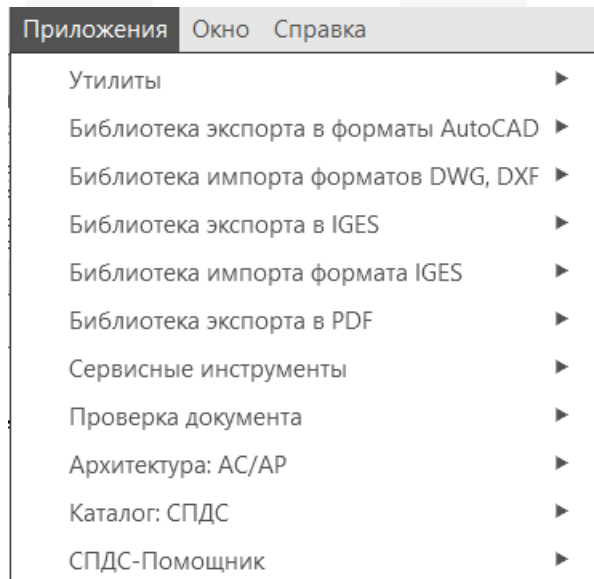 Приложения Окно Справка
Утилиты
Библиотека экспорта в форматы AutoCAD
Библиотека импорта форматов DWG, DXF
Библиотека экспорта в IGES
Библиотека импорта формата IGES
Библиотека экспорта в PDF
Сервисные инструменты
Проверка документа
Архитектура: АС/АР
Каталог: СПДС
СПДС-Помощник